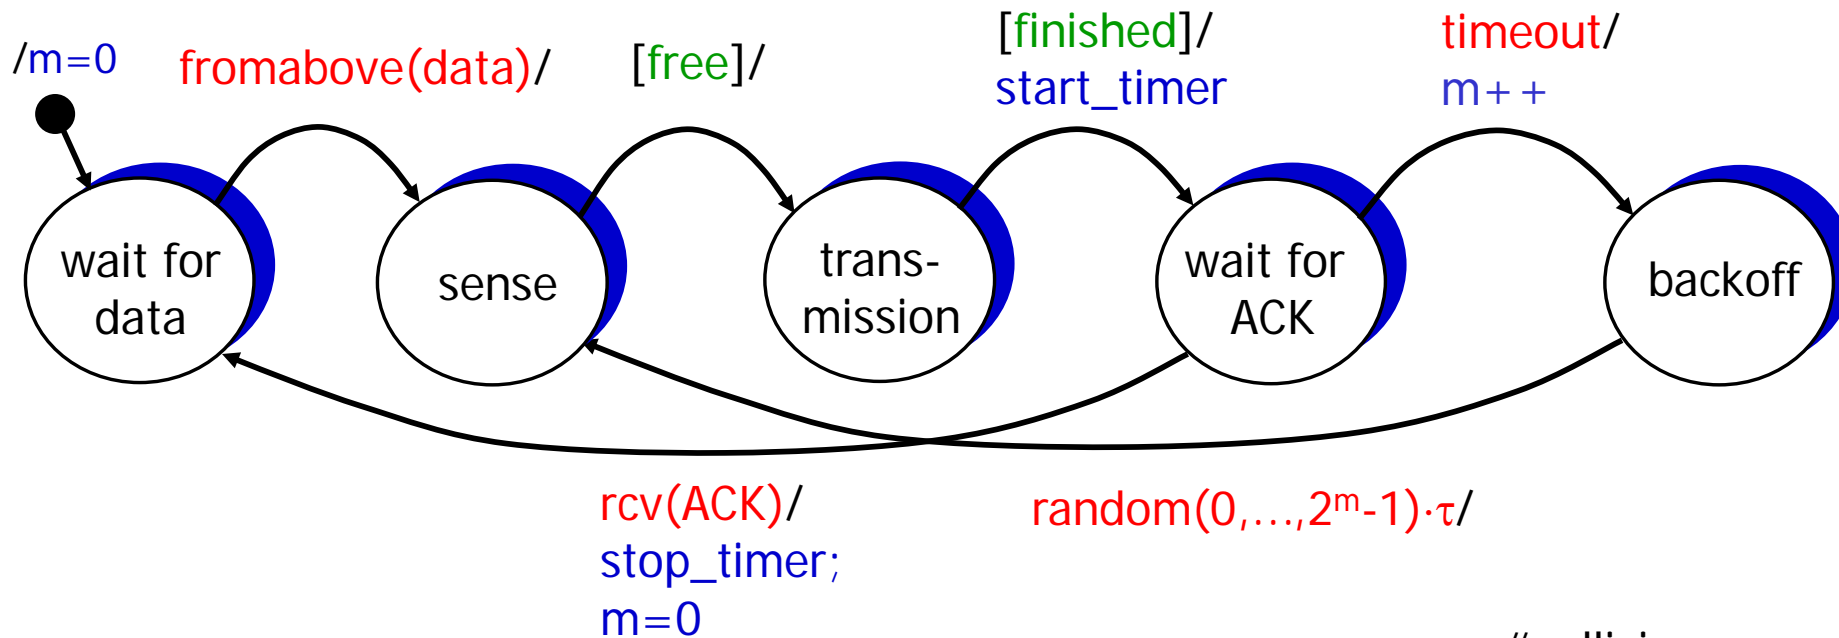 /m=0
fromabove(data)/
[free]/
[finished]/
start_timer
timeout/
m++
wait for
data
sense
trans-
mission
wait for
ACK
backoff
rcv(ACK)/
stop_timer;
m=0
random(0,...,2ᵐ-1)·τ/